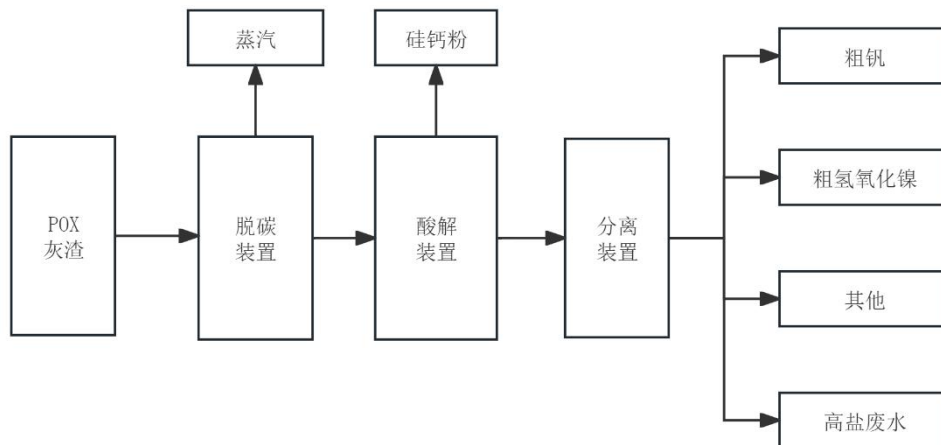 蒸汽
硅钙粉
粗钒
POX
灰渣
脱碳
装置
酸解
装置
分离
装置
粗氢氧化镍
其他
高盐废水